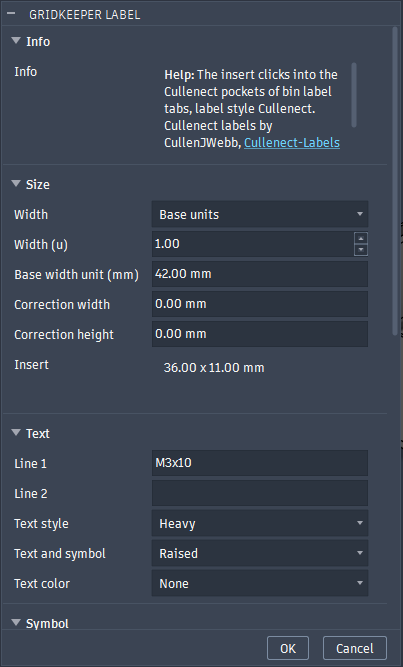 GRIDKEEPER LABEL
Info
Info
Help: The insert clicks into the
Cullenect pockets of bin label
tabs, label style Cullenect.
Cullenect labels by
CullenJWebb, Cullenect-Labels
Size
Width Base units
Width (u) 1.00
Base width unit (mm) 42.00 mm
Correction width 0.00 mm
Correction height 0.00 mm
Insert 36.00 x 11.00 mm
Text
Line 1 M3x10
Line 2
Text style Heavy
Text and symbol Raised
Text color None
Symbol
OK Cancel